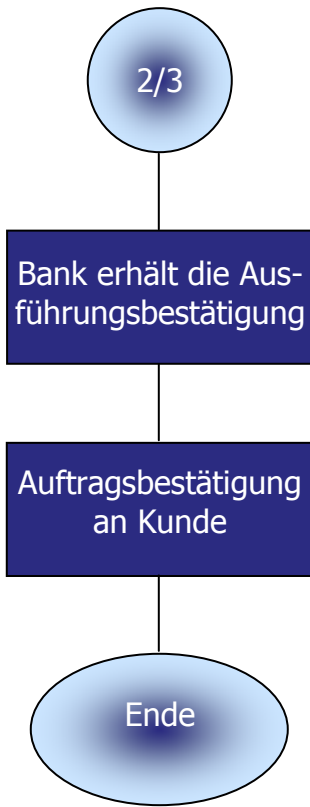 2/3
Bank erhält die Aus-
führungsbestätigung
Auftragsbestätigung
an Kunde
Ende